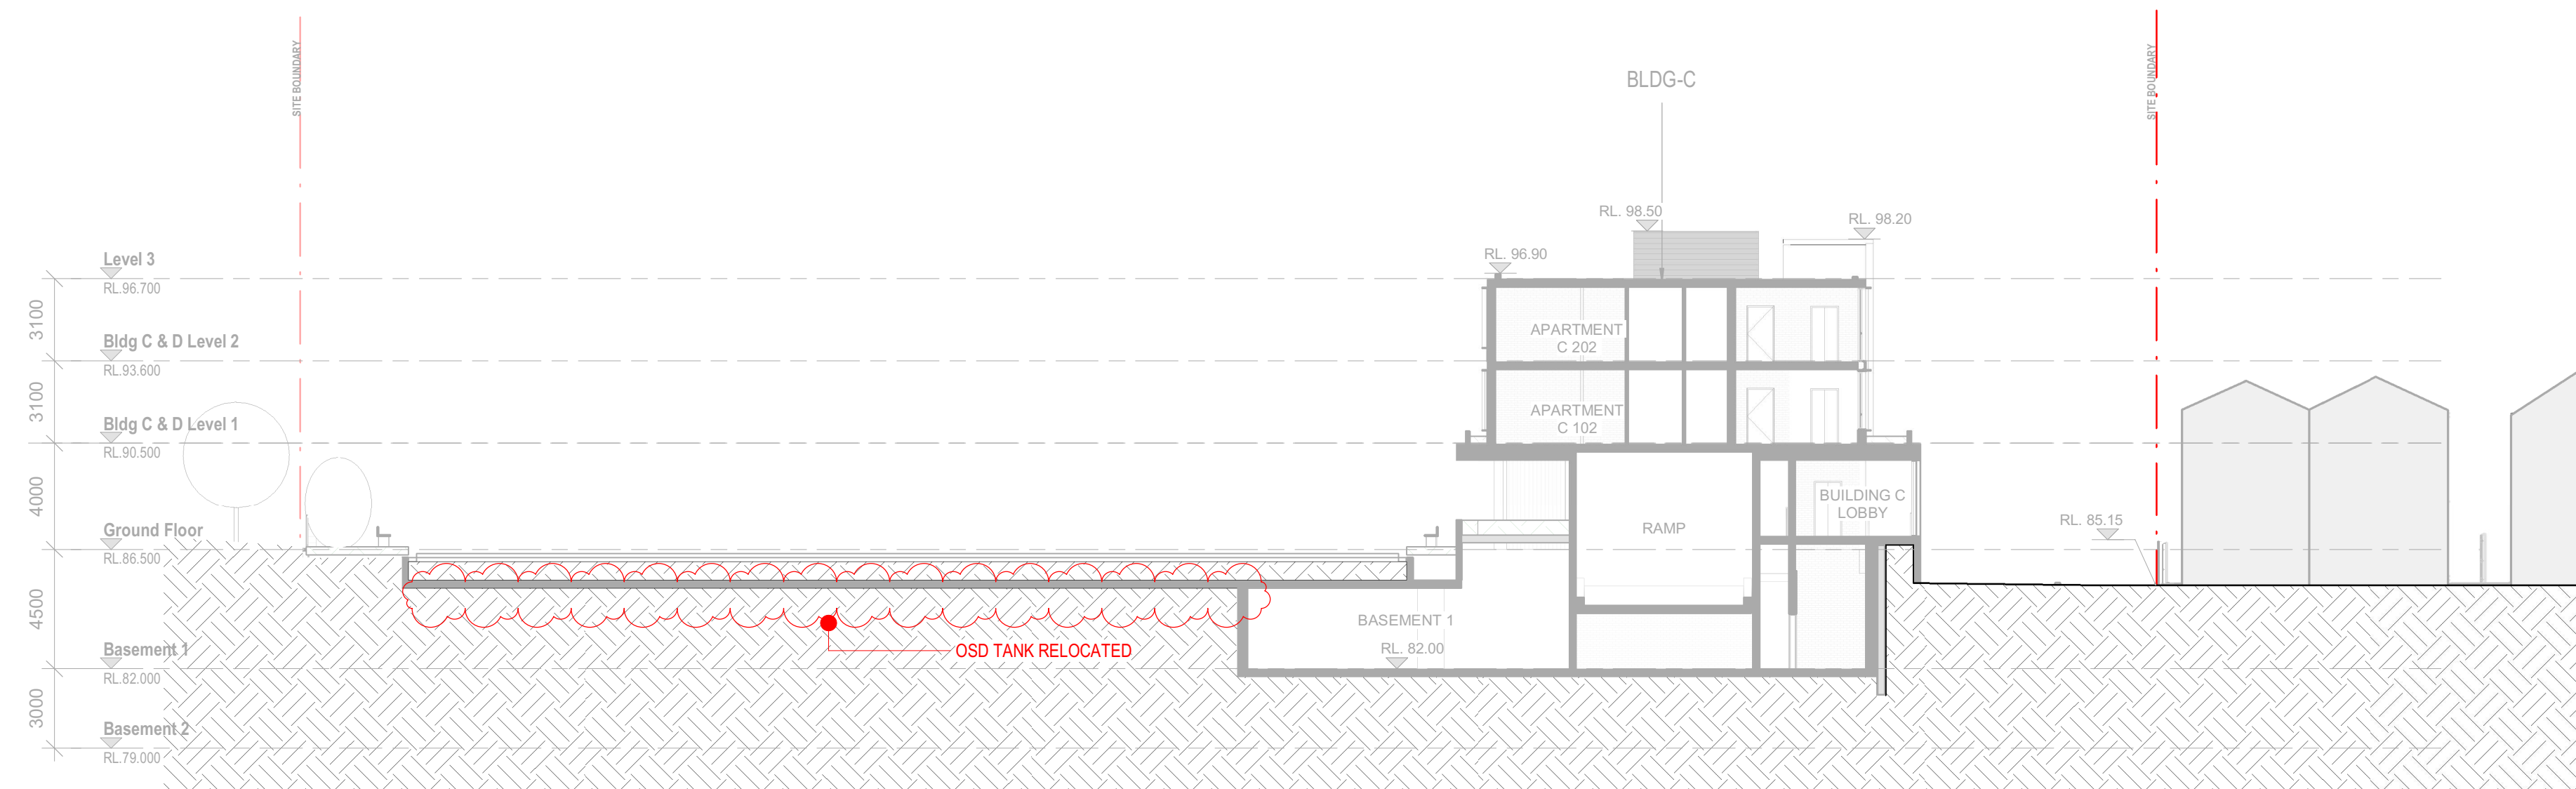 SITE BOUNDARY
SITE BOUNDARY
BLDG-C
RL. 98.50
RL. 98.20
RL. 96.90
Level 3
RL.96.700
3100
Bldg C & D Level 2
RL.93.600
APARTMENT
C 202
3100
Bldg C & D Level 1
RL.90.500
APARTMENT
C 102
4000
BUILDING C
LOBBY
RAMP
RL. 85.15
Ground Floor
RL.86.500
4500
BASEMENT 1
RL. 82.00
OSD TANK RELOCATED
Basement 1
RL.82.000
3000
Basement 2
RL.79.000